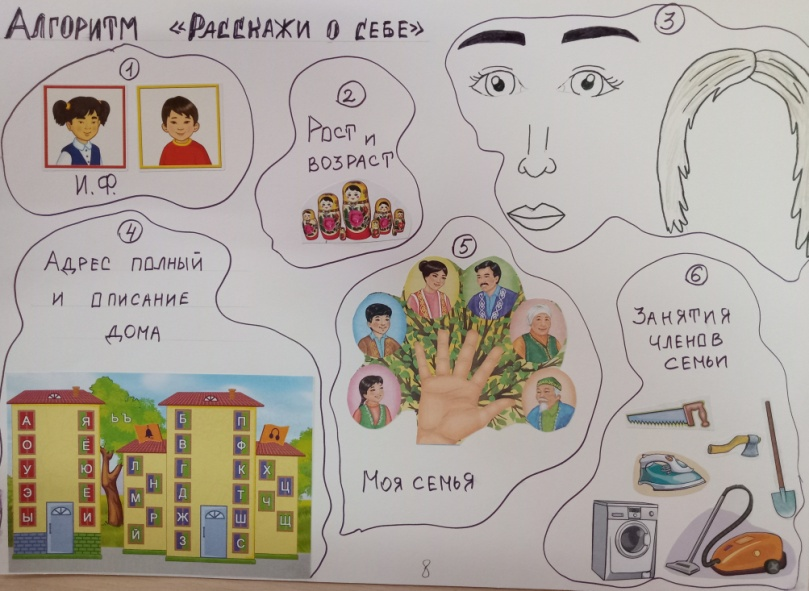 АЛГОРИТМ «РАССКАЖИ О СЕБЕ»
1
И.Ф.
2
РОСТ И
ВОЗРАСТ
3
4
АДРЕС ПОЛНЫЙ
И ОПИСАНИЕ
ДОМА
А Я
О Ё
У Ю
Э Е
Ы И
Ь Ъ
Л Н
М Р
Й
Б П
В Ф
Г К
Д Т
Ж Ш
З С
Х Ц
Ч Щ
5
МОЯ СЕМЬЯ
6
ЗАНЯТИЯ
ЧЛЕНОВ
СЕМЬИ
8